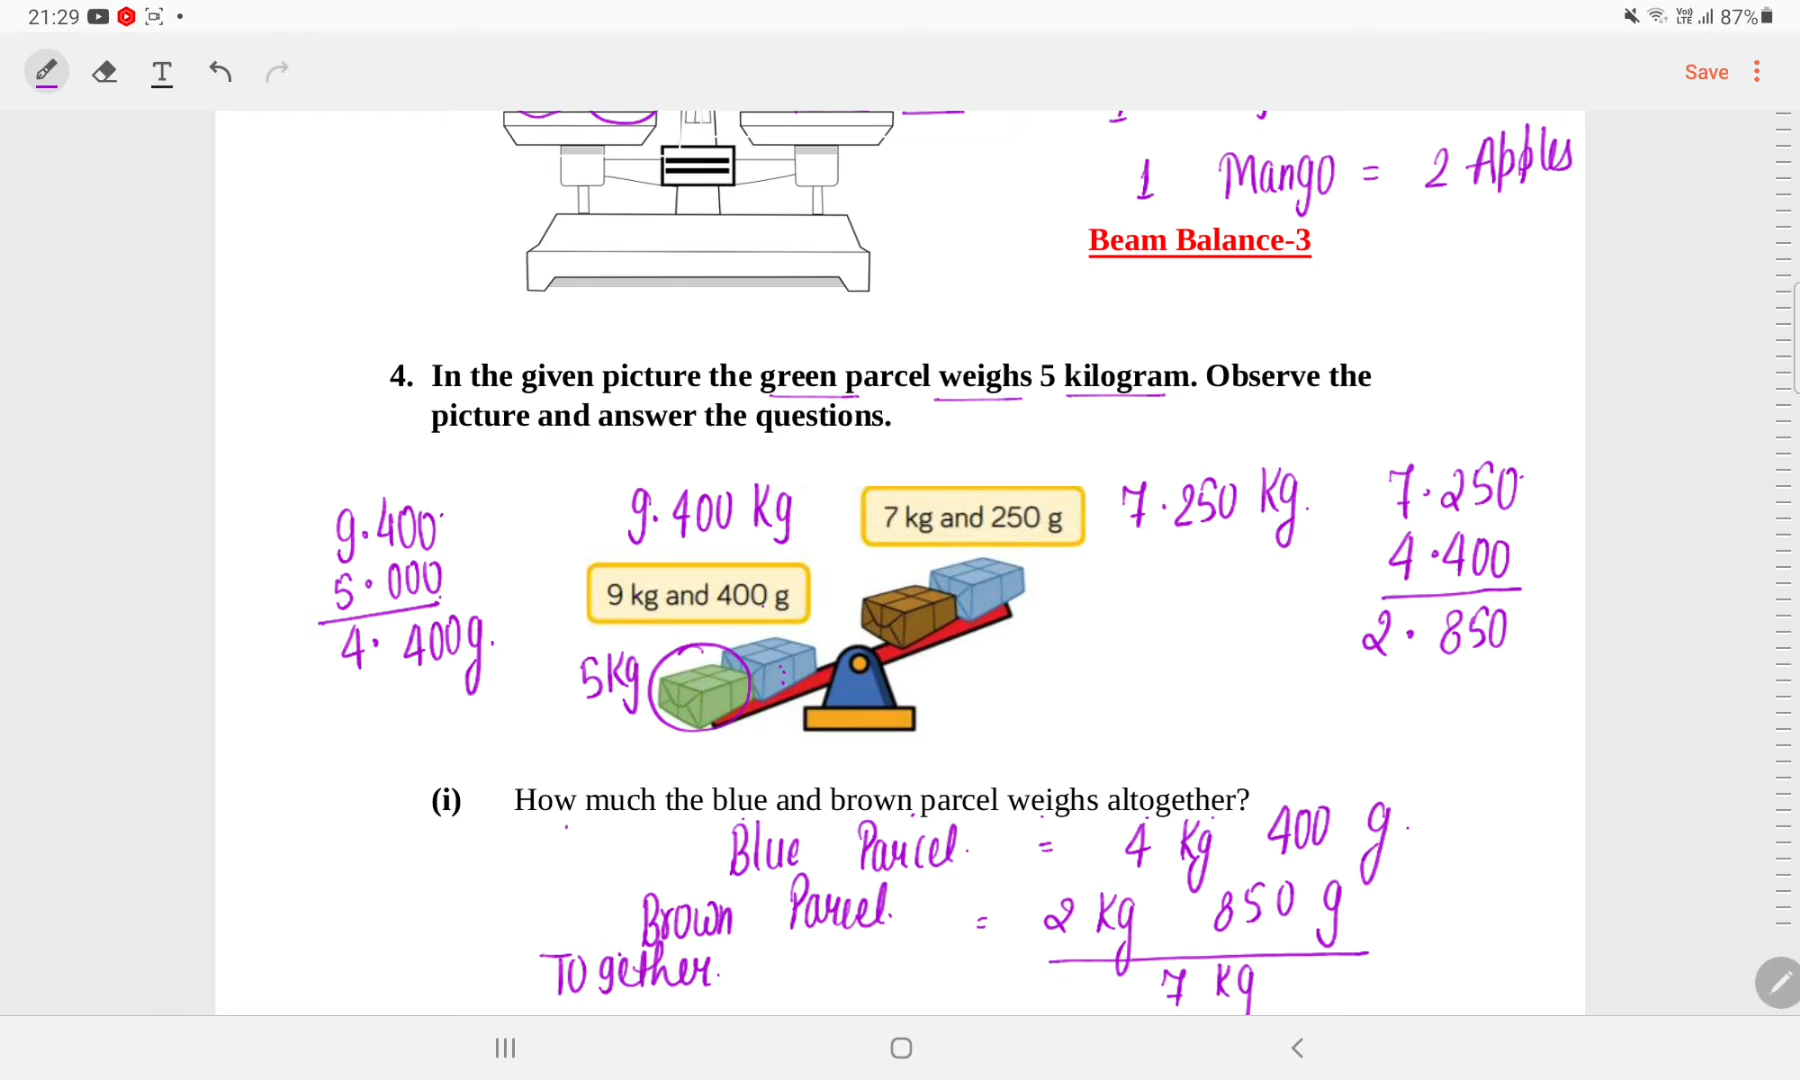 21:29
Vo)) LTE 87%
T Save
1 Mango = 2 Apples
Beam Balance-3
4. In the given picture the green parcel weighs 5 kilogram. Observe the
picture and answer the questions.
9.400
5.000
4.400g.
9.400 Kg
7 kg and 250 g
7.250 Kg.
7.250
4.400
2.850
9 kg and 400 g
5Kg
(i) How much the blue and brown parcel weighs altogether?
Blue Parcel. = 4 Kg 400 g.
Brown Parcel. = 2 Kg 850 g
Together.
7 Kg